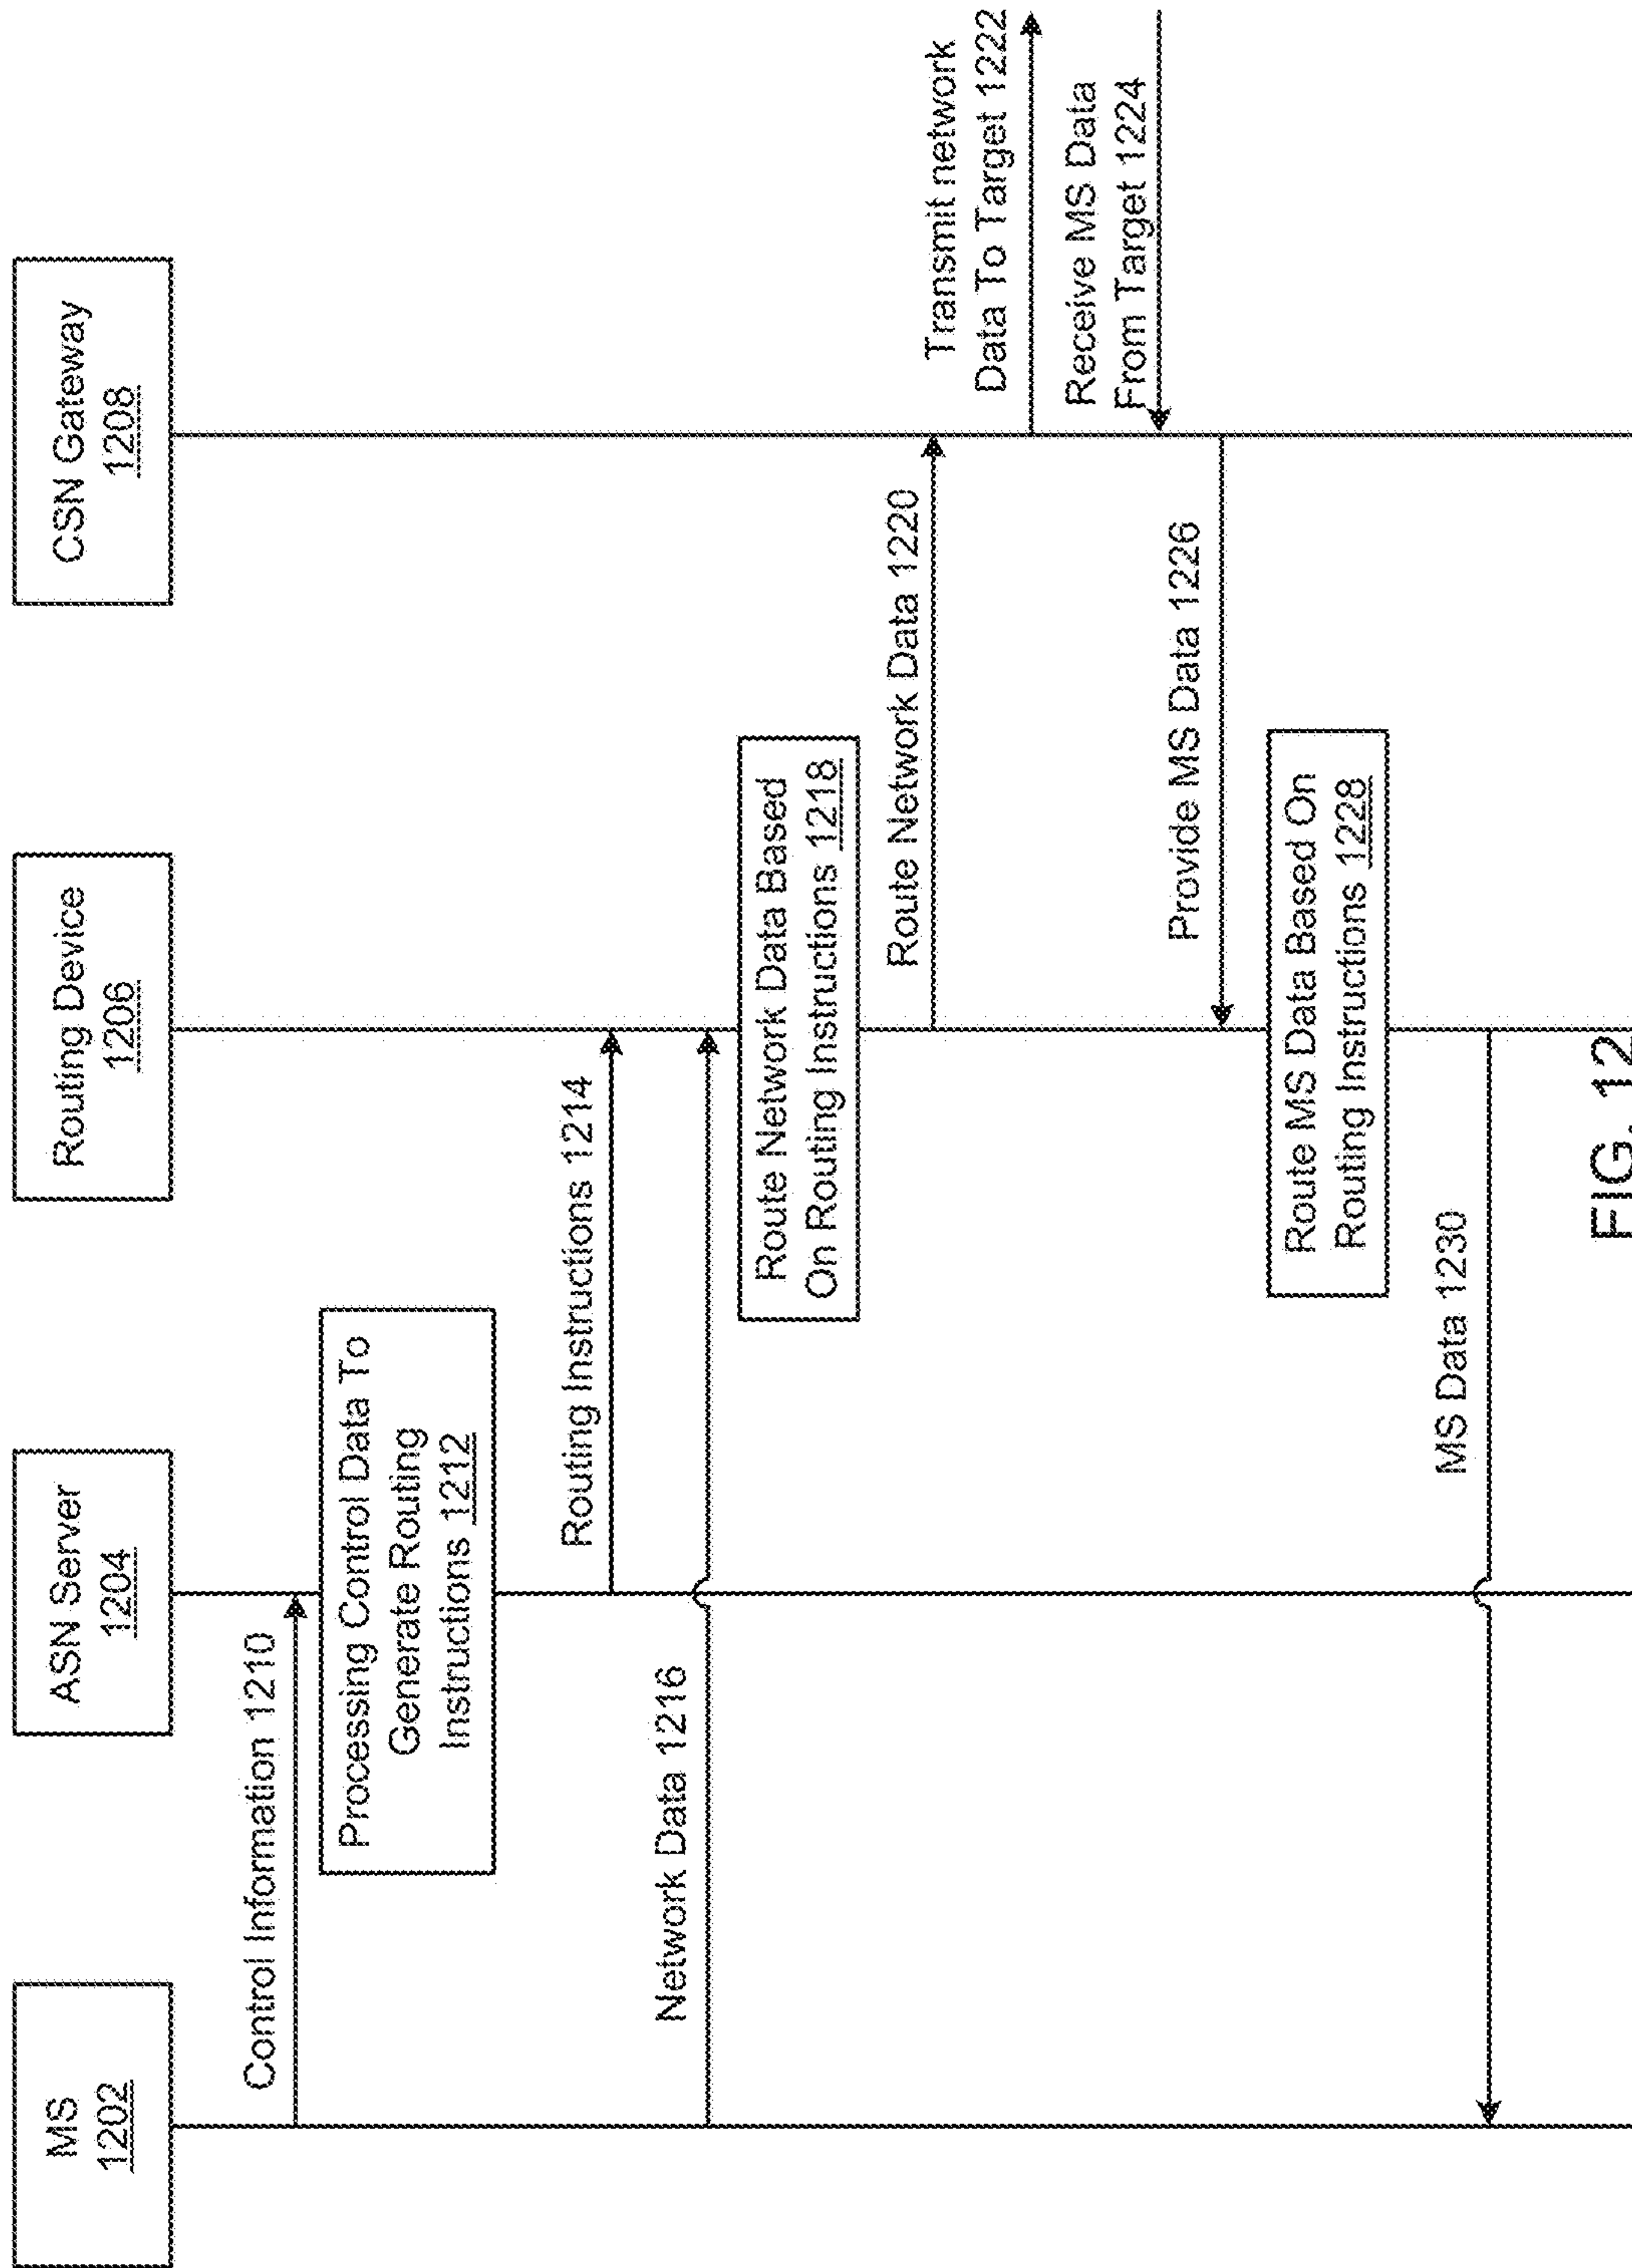 MS
1202
ASN Server
1204
Routing Device
1206
CSN Gateway
1208
Control Information 1210
Processing Control Data To
Generate Routing
Instructions 1212
Routing Instructions 1214
Network Data 1216
Route Network Data Based
On Routing Instructions 1218
Route Network Data 1220
Transmit network
Data To Target 1222
Receive MS Data
From Target 1224
Provide MS Data 1226
Route MS Data Based On
Routing Instructions 1228
MS Data 1230
FIG. 12